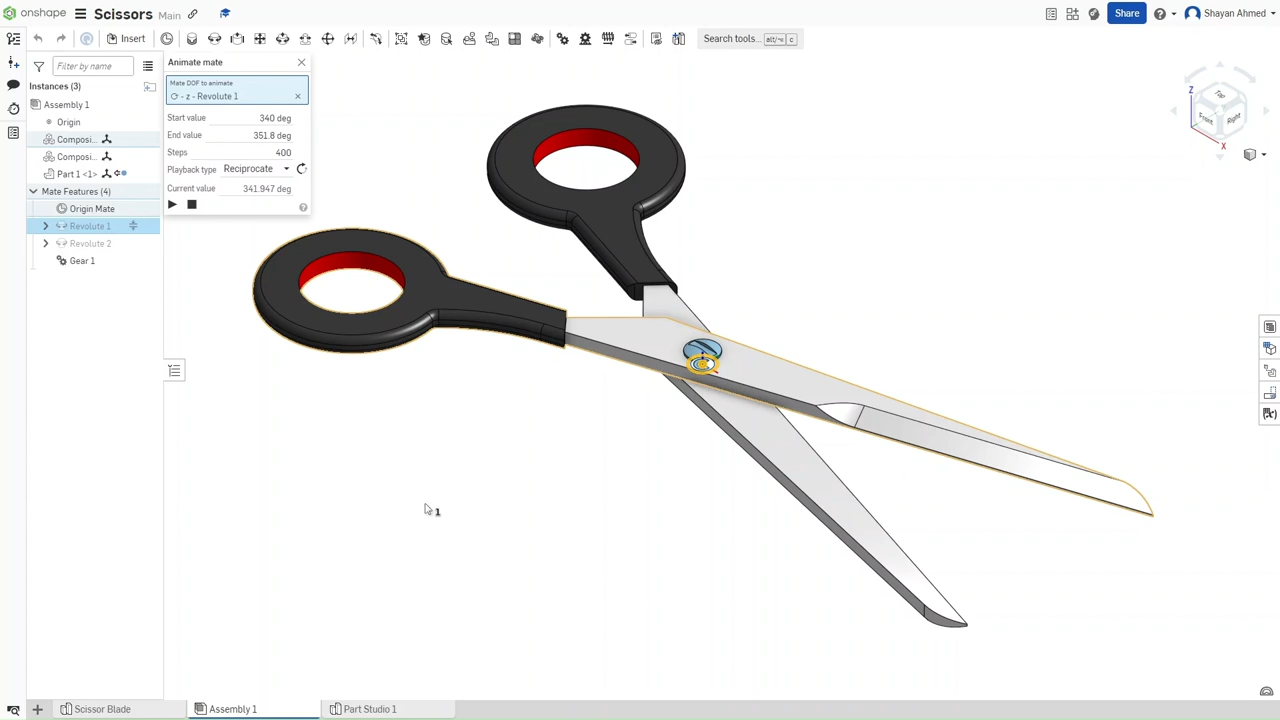 onshape Scissors Main Share Shayan Ahmed
Insert Search tools... alt/⌥ c
Filter by name
Instances (3)
Assembly 1
Origin
Composi...
Composi...
Part 1 <1>
Mate Features (4)
Origin Mate
Revolute 1
Revolute 2
Gear 1
Animate mate
Mate DOF to animate
- z - Revolute 1
Start value 340 deg
End value 351.8 deg
Steps 400
Playback type Reciprocate
Current value 341.947 deg
Z
Top
Front
Right
X
1
Scissor Blade Assembly 1 Part Studio 1